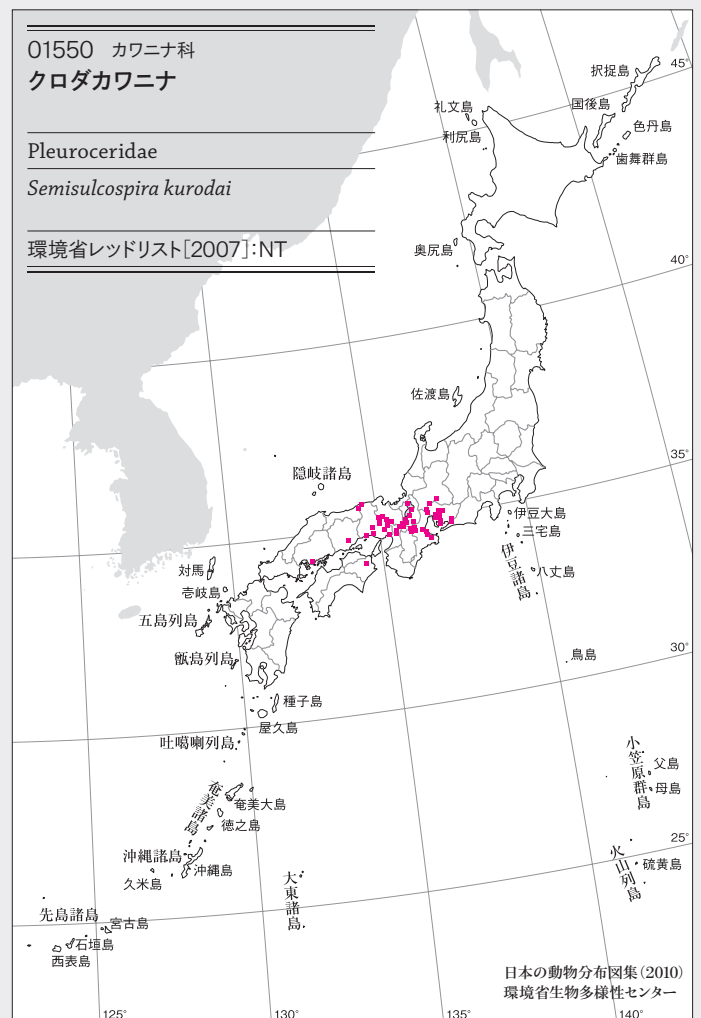 01550 カワニナ科
クロダカワニナ
Pleuroceridae
Semisulcospira kurodai
環境省レッドリスト[2007]:NT
択捉島
45°
礼文島
国後島
利尻島
色丹島
歯舞群島
奥尻島
40°
佐渡島
35°
隠岐諸島
伊豆大島
三宅島
伊豆諸島
八丈島
対馬
壱岐島
五島列島
甑島列島
鳥島
30°
種子島
屋久島
吐噶喇列島
小笠原群島
父島
母島
奄美諸島
奄美大島
徳之島
25°
沖縄諸島
沖縄島
久米島
火山列島
硫黄島
大東諸島
先島諸島
宮古島
石垣島
西表島
日本の動物分布図集(2010)
環境省生物多様性センター
125°
130°
135°
140°